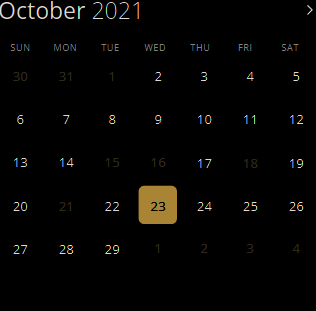 October 2021
SUN MON TUE WED THU FRI SAT
30 31 1 2 3 4 5
6 7 8 9 10 11 12
13 14 15 16 17 18 19
20 21 22 23 24 25 26
27 28 29 1 2 3 4